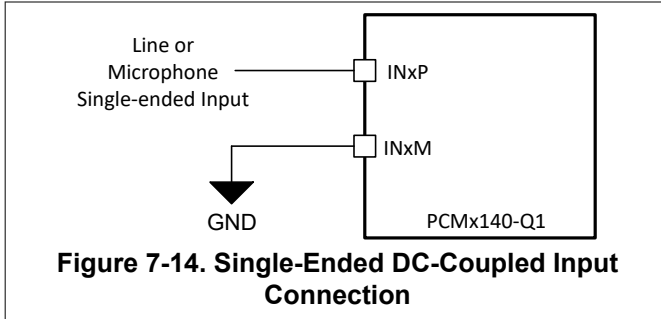 Line or
Microphone
Single-ended Input
INxP
INxM
GND
PCMx140-Q1
Figure 7-14. Single-Ended DC-Coupled Input
Connection